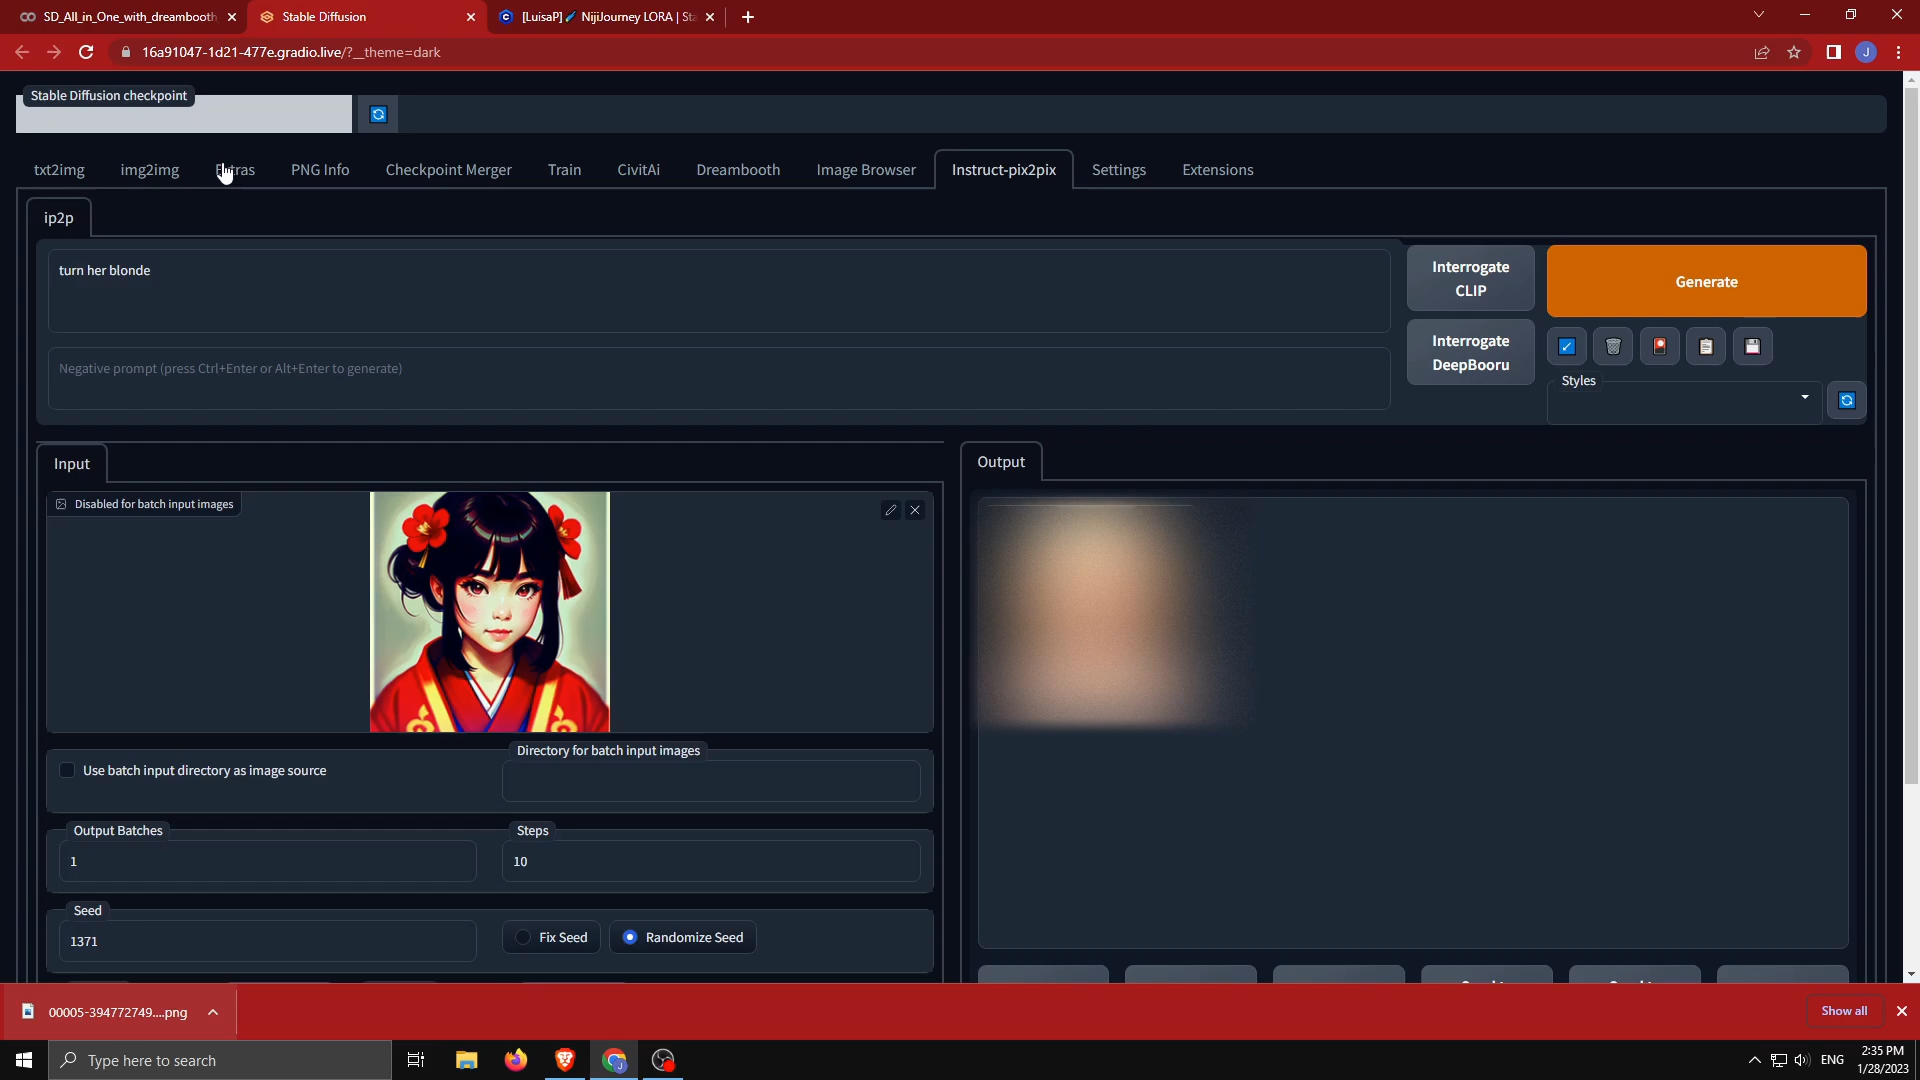 SD_All_in_One_with_dreambooth
Stable Diffusion
[LuisaP] NijiJourney LORA | Sta
16a91047-1d21-477e.gradio.live/?__theme=dark
J
Stable Diffusion checkpoint
txt2img
img2img
Extras
PNG Info
Checkpoint Merger
Train
CivitAi
Dreambooth
Image Browser
Instruct-pix2pix
Settings
Extensions
ip2p
turn her blonde
Interrogate
CLIP
Generate
Negative prompt (press Ctrl+Enter or Alt+Enter to generate)
Interrogate
DeepBooru
Styles
Input
Output
Disabled for batch input images
Use batch input directory as image source
Directory for batch input images
Output Batches
1
Steps
10
Seed
1371
Fix Seed
Randomize Seed
00005-394772749....png
Show all
Type here to search
ENG
2:35 PM
1/28/2023